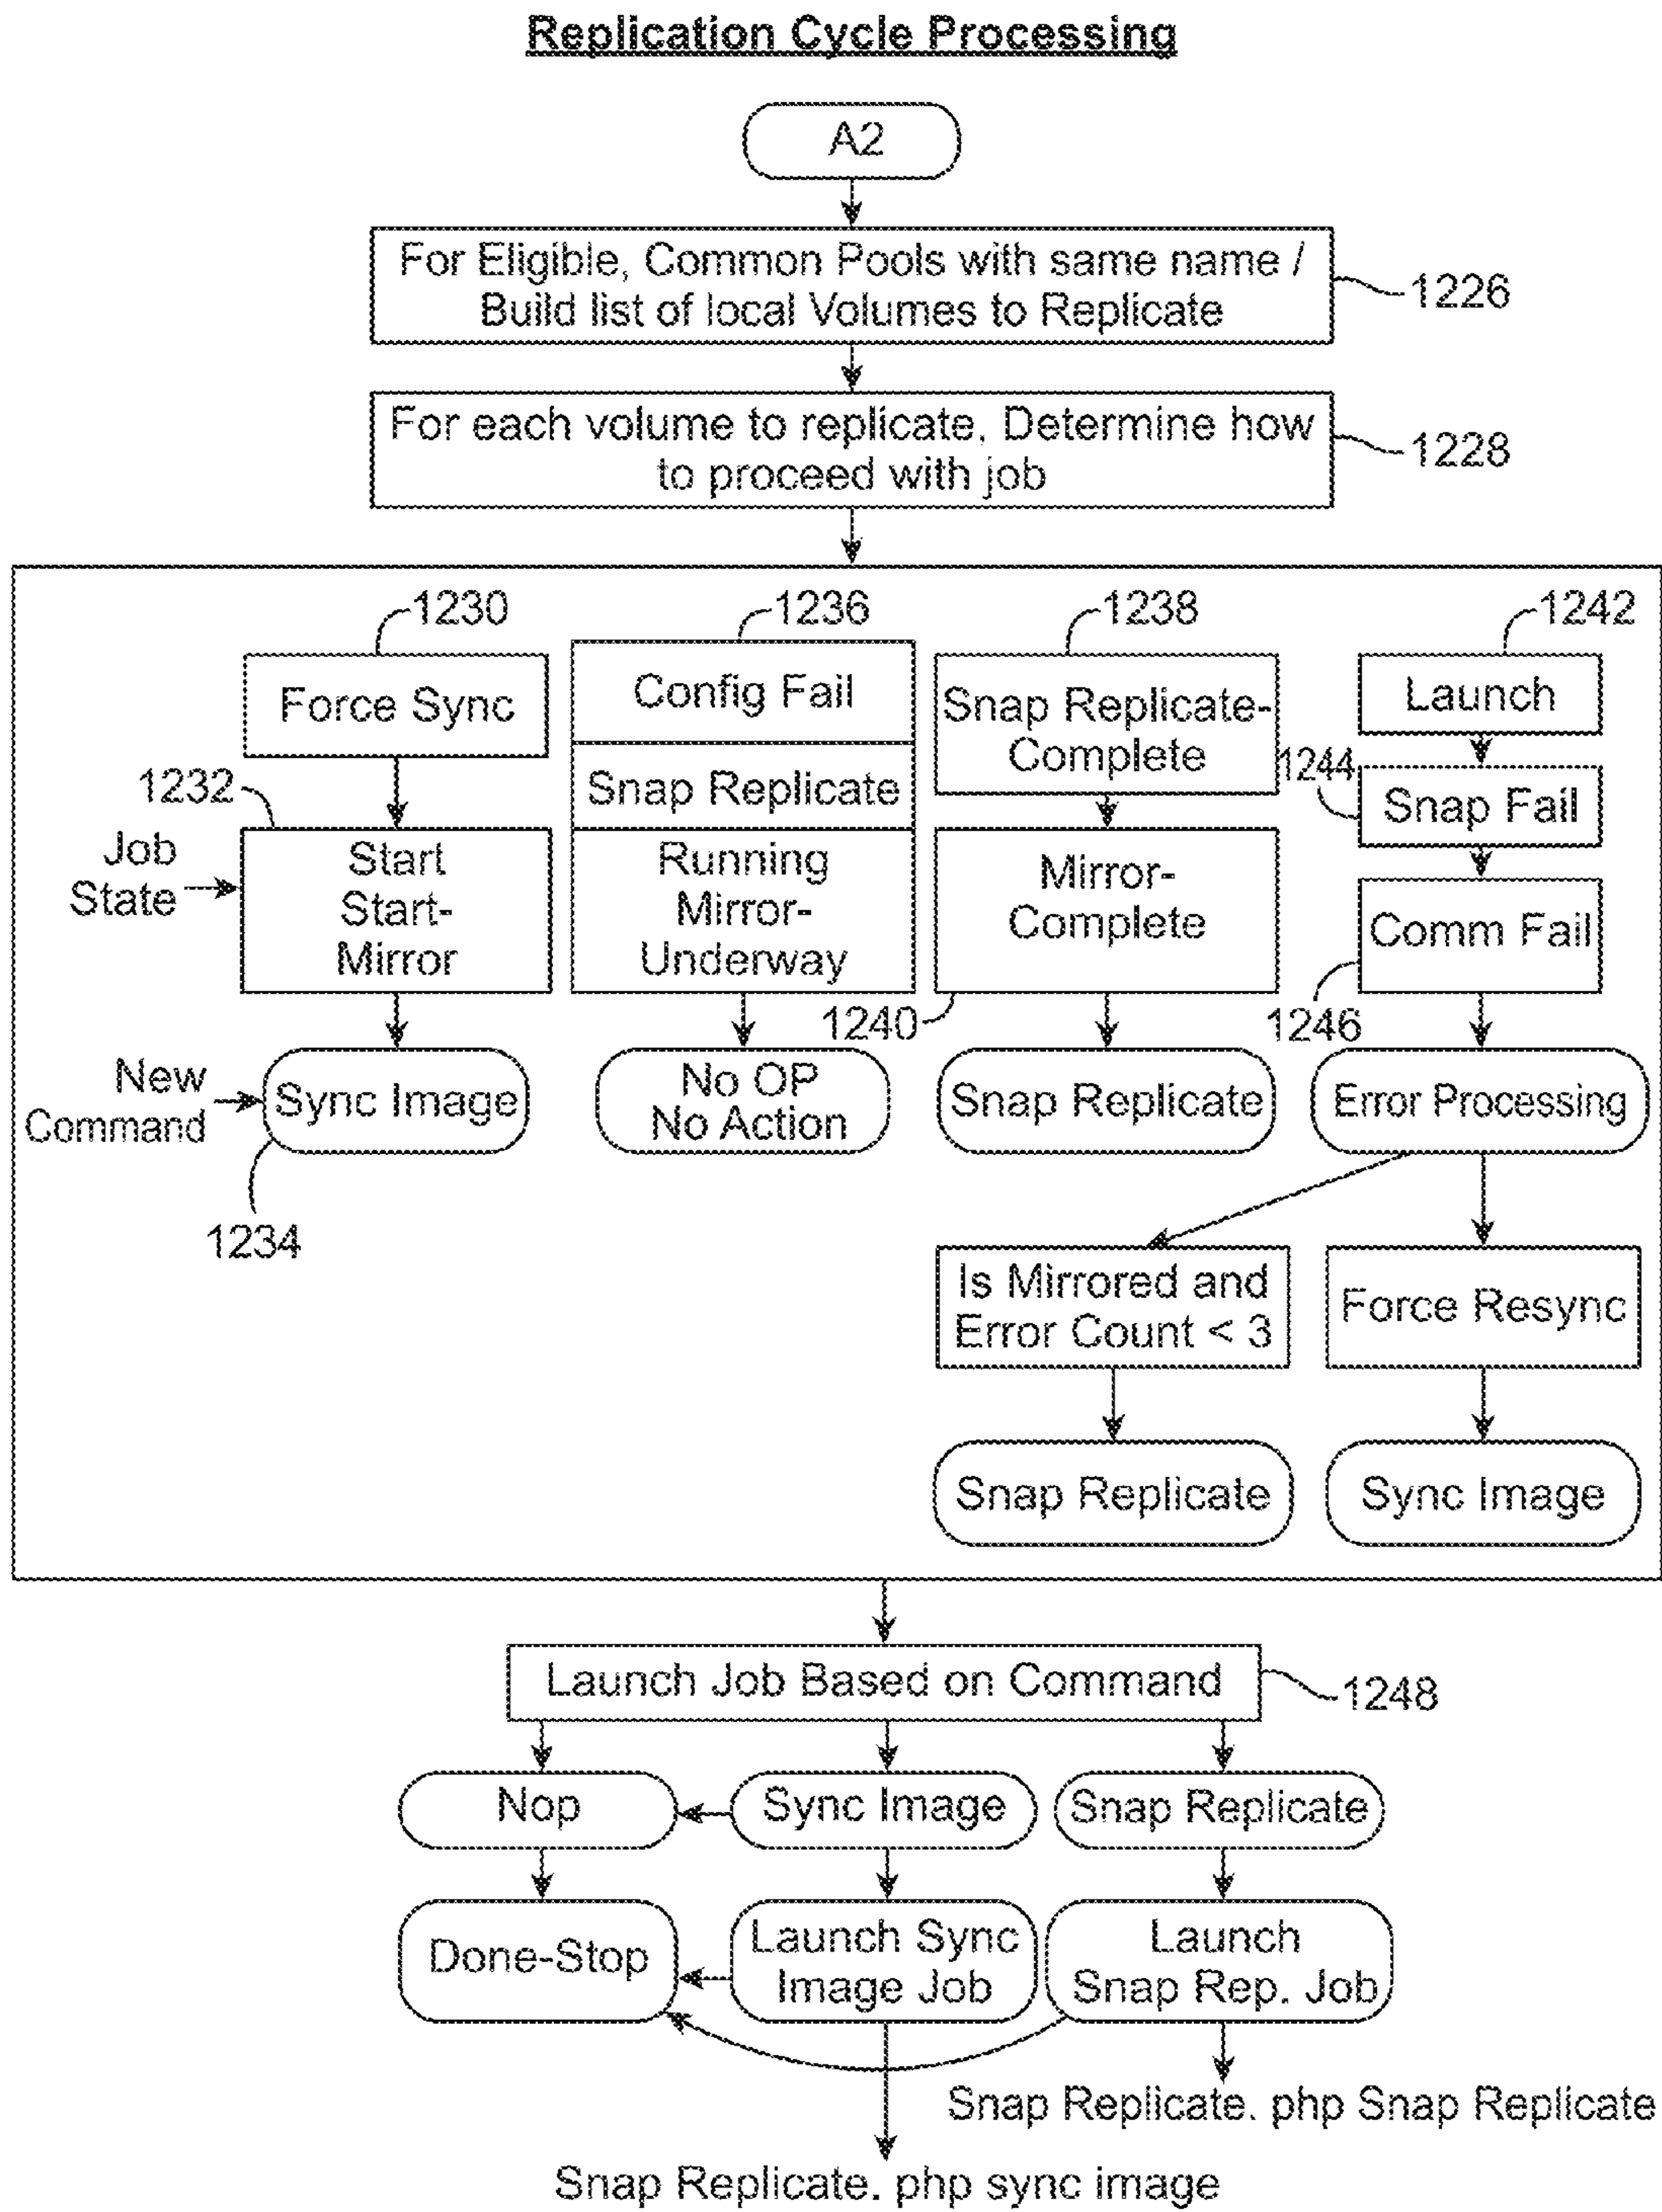 Replication Cycle Processing
A2
For Eligible, Common Pools with same name /
Build list of local Volumes to Replicate
1226
For each volume to replicate, Determine how
to proceed with job
1228
1230
1236
1238
1242
Force Sync
Config Fail
Snap Replicate-
Complete
Launch
1232
Snap Replicate
1244
Snap Fail
Job
State
Start
Start-
Mirror
Running
Mirror-
Underway
Mirror-
Complete
Comm Fail
1240
1246
New
Command
Sync Image
No OP
No Action
Snap Replicate
Error Processing
1234
Is Mirrored and
Error Count < 3
Force Resync
Snap Replicate
Sync Image
Launch Job Based on Command
1248
Nop
Sync Image
Snap Replicate
Done-Stop
Launch Sync
Image Job
Launch
Snap Rep. Job
Snap Replicate. php Snap Replicate
Snap Replicate. php sync image